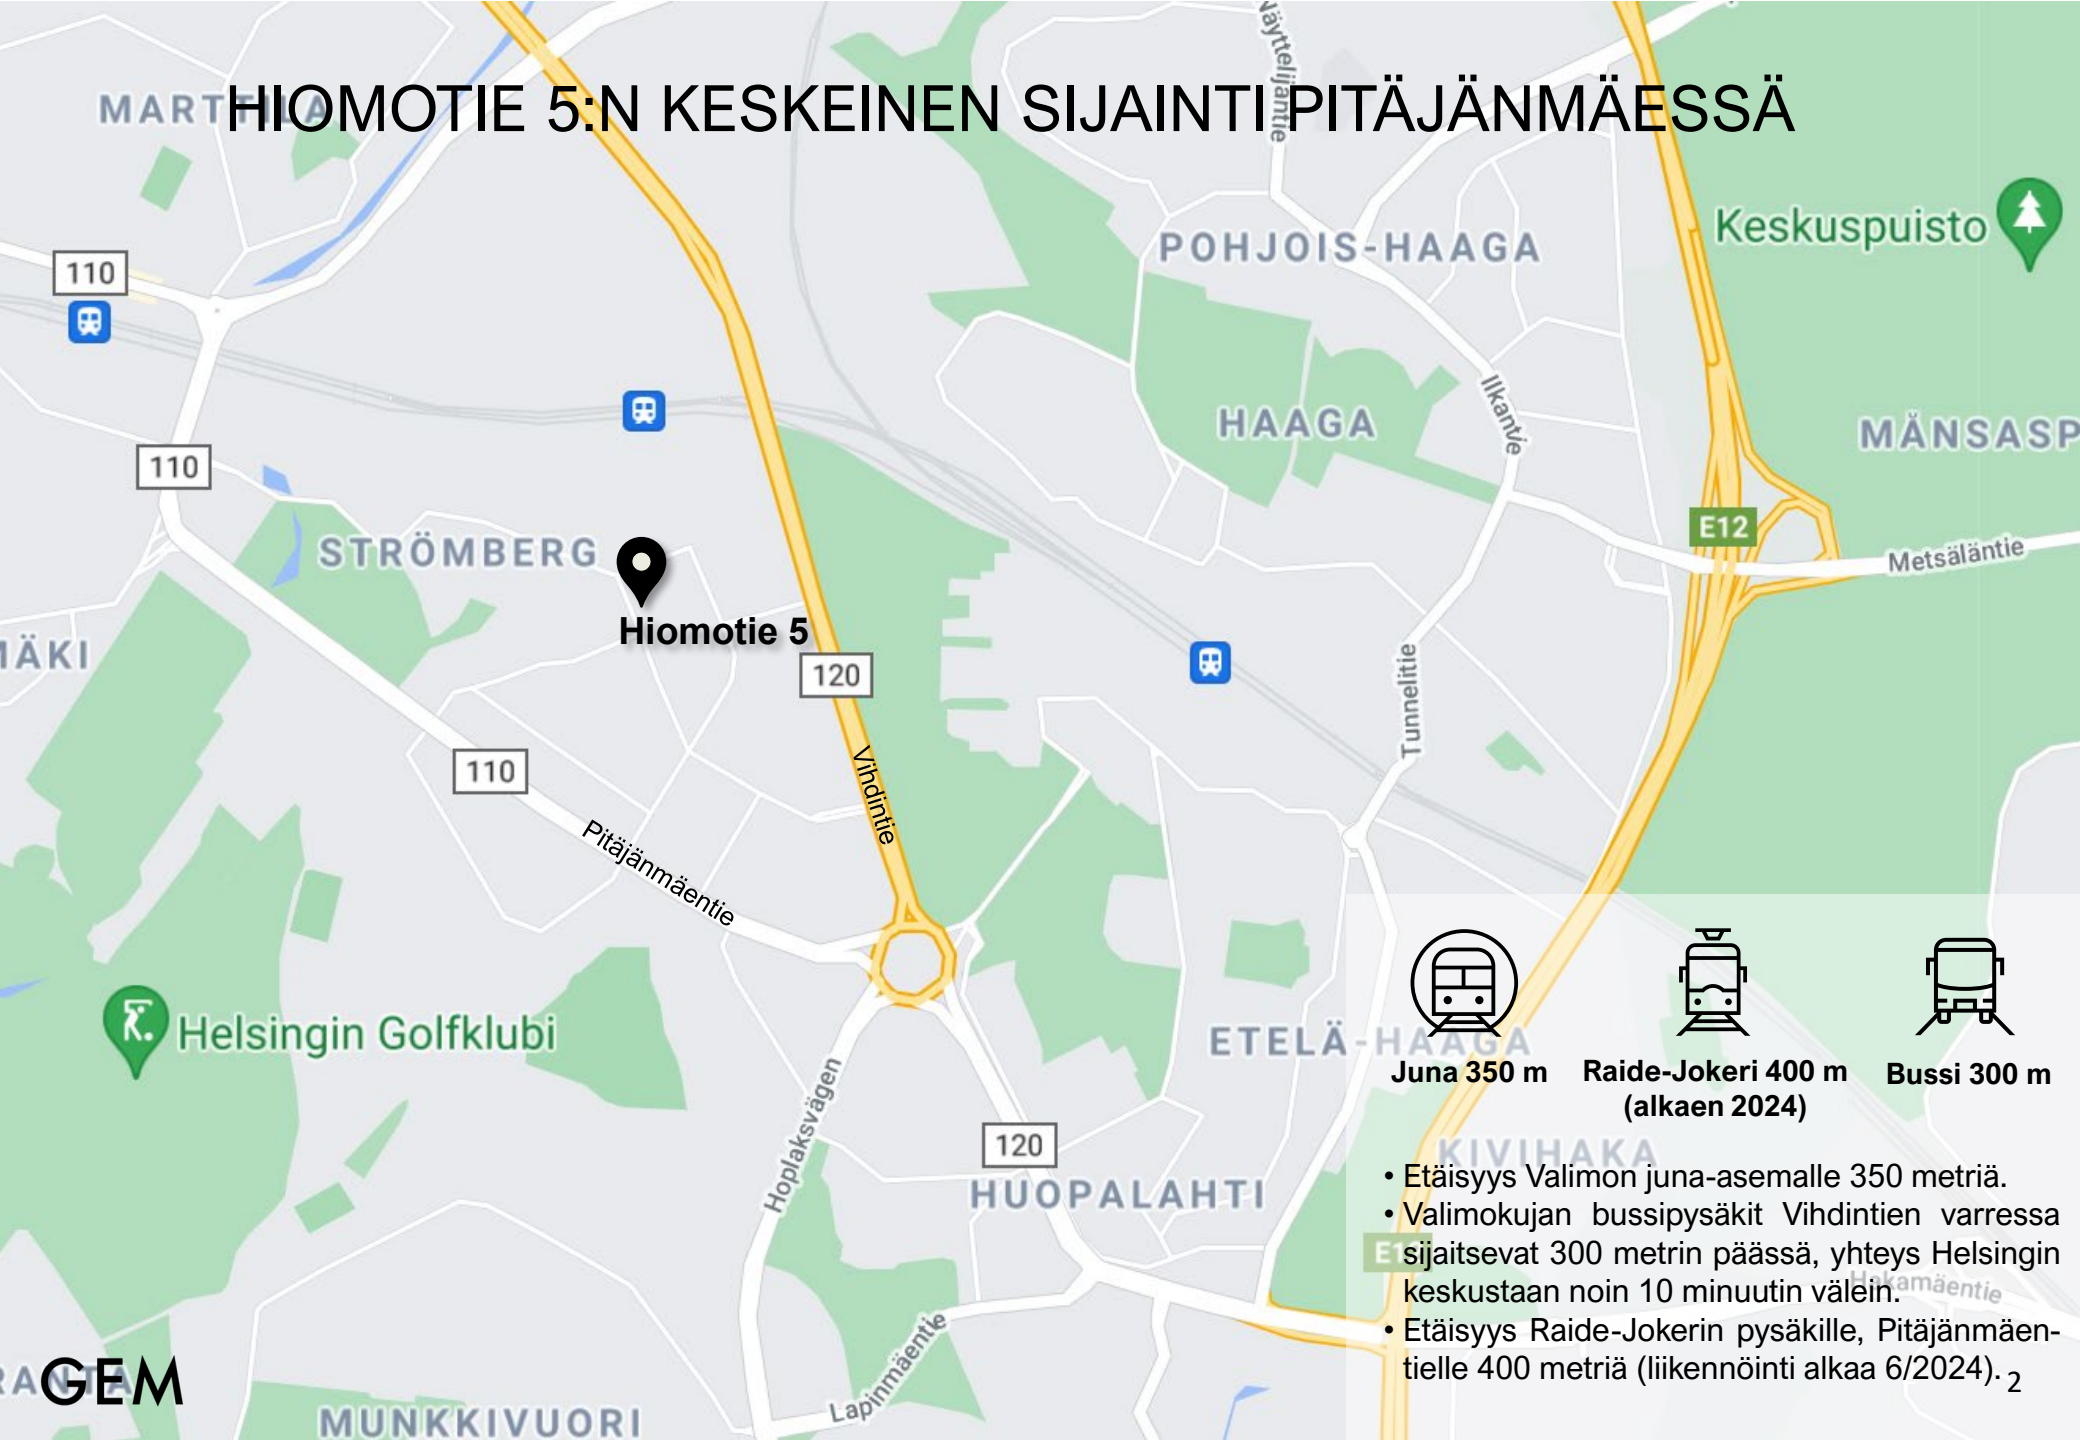 HIOMOTIE 5:N KESKEINEN SIJAINTI PITÄJÄNMÄESSÄ
Näyttelijäntie
POHJOIS-HAAGA
Keskuspuisto
110
HAAGA
Ilkantie
MÅNSASP
110
E12
STRÖMBERG
Metsäläntie
Hiomotie 5
MÄKI
120
Tunnelitie
110
Vihdintie
Pitäjänmäentie
Helsingin Golfklubi
ETELÄ-HAAGA
Juna 350 m
Raide-Jokeri 400 m
(alkaen 2024)
Bussi 300 m
Hoplaksvägen
120
HUOPALAHTI
KIVIHAKA
• Etäisyys Valimon juna-asemalle 350 metriä.
• Valimokujan bussipysäkit Vihdintien varressa
sijaitsevat 300 metrin päässä, yhteys Helsingin
keskustaan noin 10 minuutin välein.
• Etäisyys Raide-Jokerin pysäkille, Pitäjänmäen-
tielle 400 metriä (liikennöinti alkaa 6/2024).
Hakamäentie
Lapinmäentie
GEM
MUNKKIVUORI
2